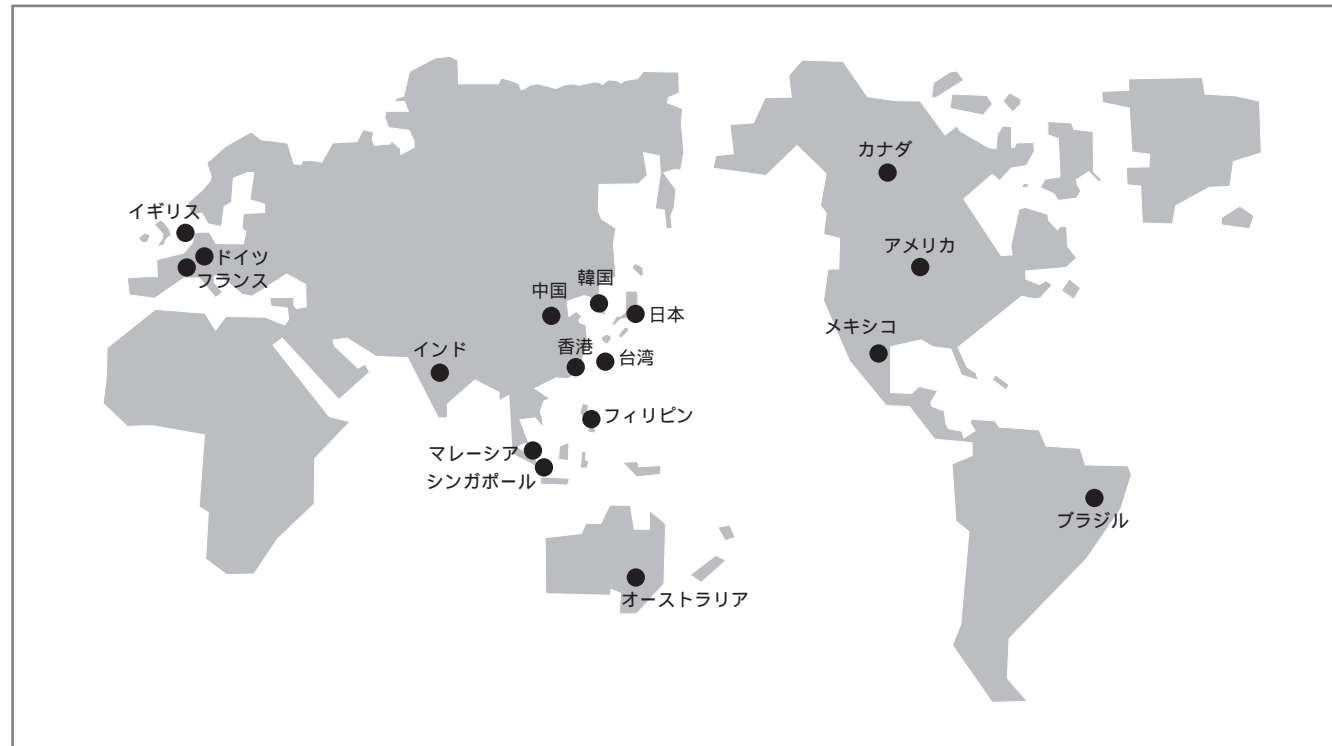 カナダ
イギリス
アメリカ
ドイツ
フランス
韓国
中国
日本
メキシコ
香港
インド
台湾
フィリピン
マレーシア
シンガポール
ブラジル
オーストラリア